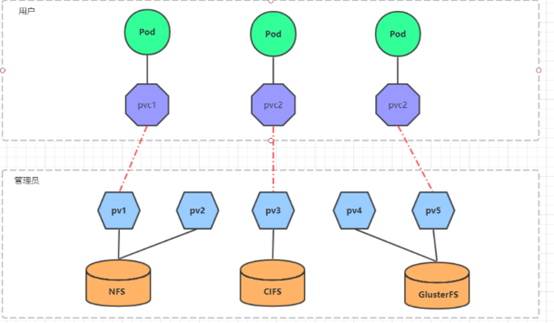 用户
Pod
Pod
Pod
pvc1
pvc2
pvc2
管理员
pv1
pv2
pv3
pv4
pv5
NFS
CIFS
GlusterFS